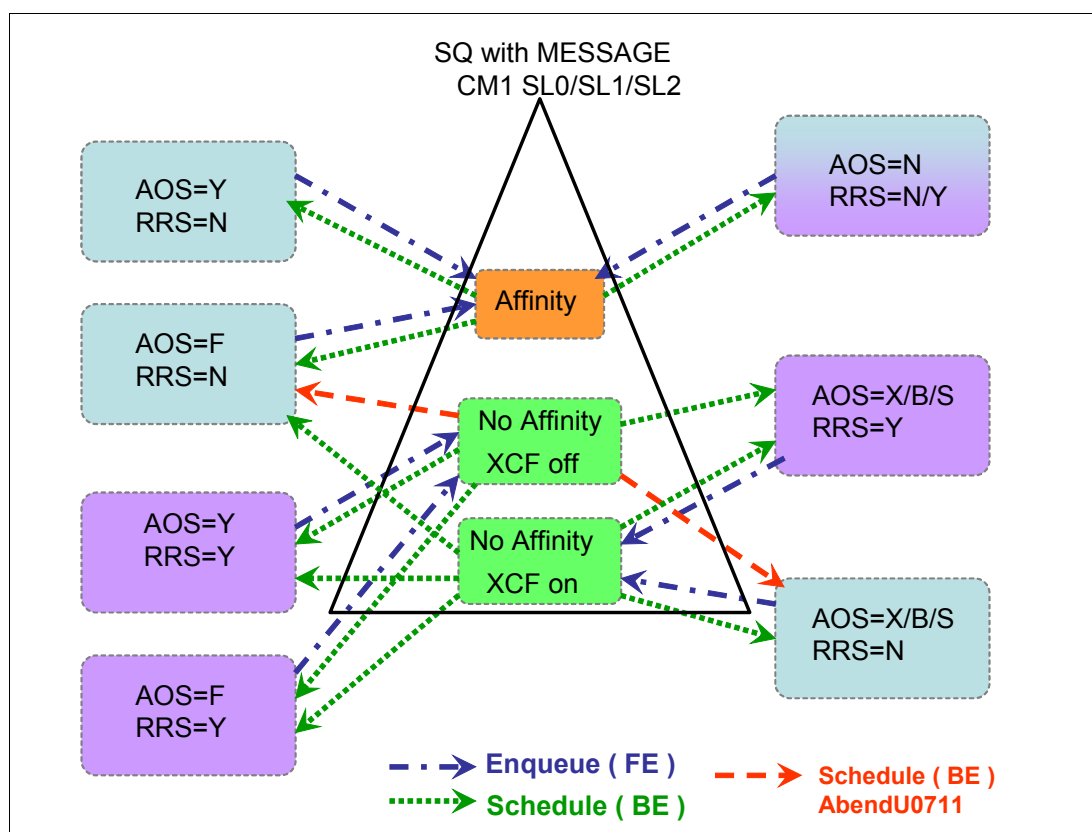 SQ with MESSAGE
CM1 SL0/SL1/SL2
AOS=Y
RRS=N
AOS=N
RRS=N/Y
Affinity
AOS=F
RRS=N
No Affinity
XCF off
AOS=X/B/S
RRS=Y
AOS=Y
RRS=Y
No Affinity
XCF on
AOS=X/B/S
RRS=N
AOS=F
RRS=Y
Enqueue ( FE )
Schedule ( BE )
Schedule ( BE )
AbendU0711